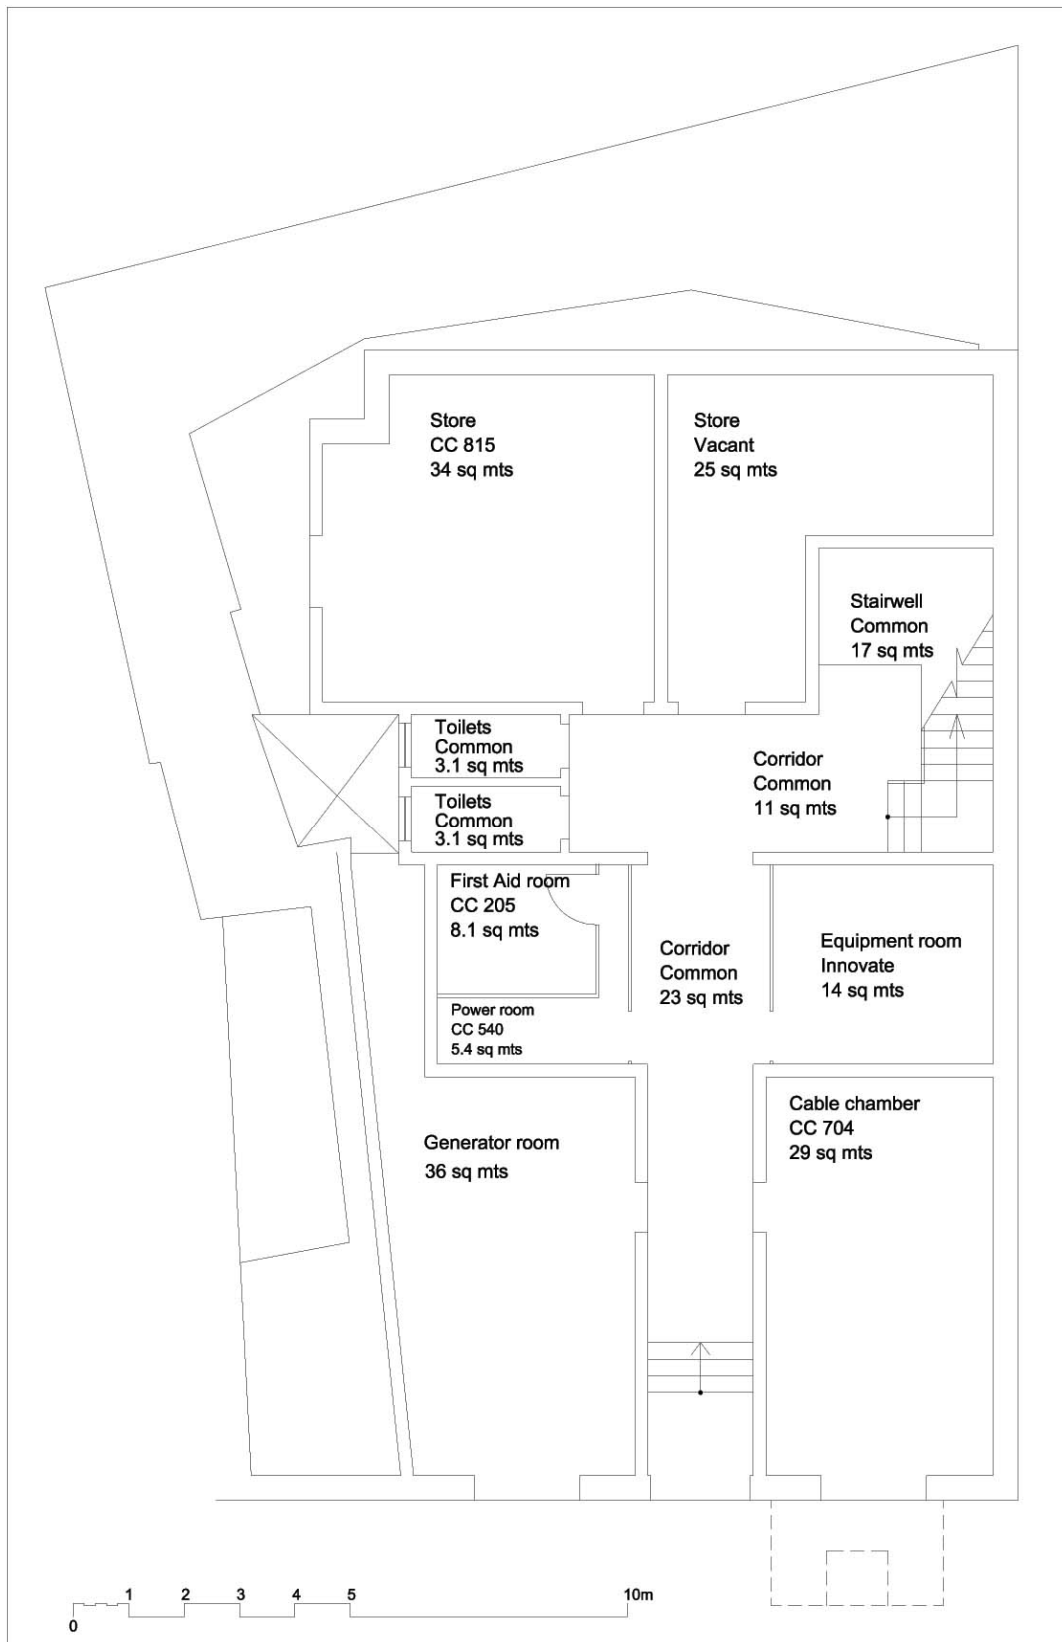 Store
CC 815
34 sq mts
Store
Vacant
25 sq mts
Stairwell
Common
17 sq mts
Toilets
Common
3.1 sq mts
Corridor
Common
11 sq mts
Toilets
Common
3.1 sq mts
First Aid room
CC 205
8.1 sq mts
Corridor
Common
23 sq mts
Equipment room
Innovate
14 sq mts
Power room
CC 540
5.4 sq mts
Generator room
36 sq mts
Cable chamber
CC 704
29 sq mts
0 1 2 3 4 5 10m